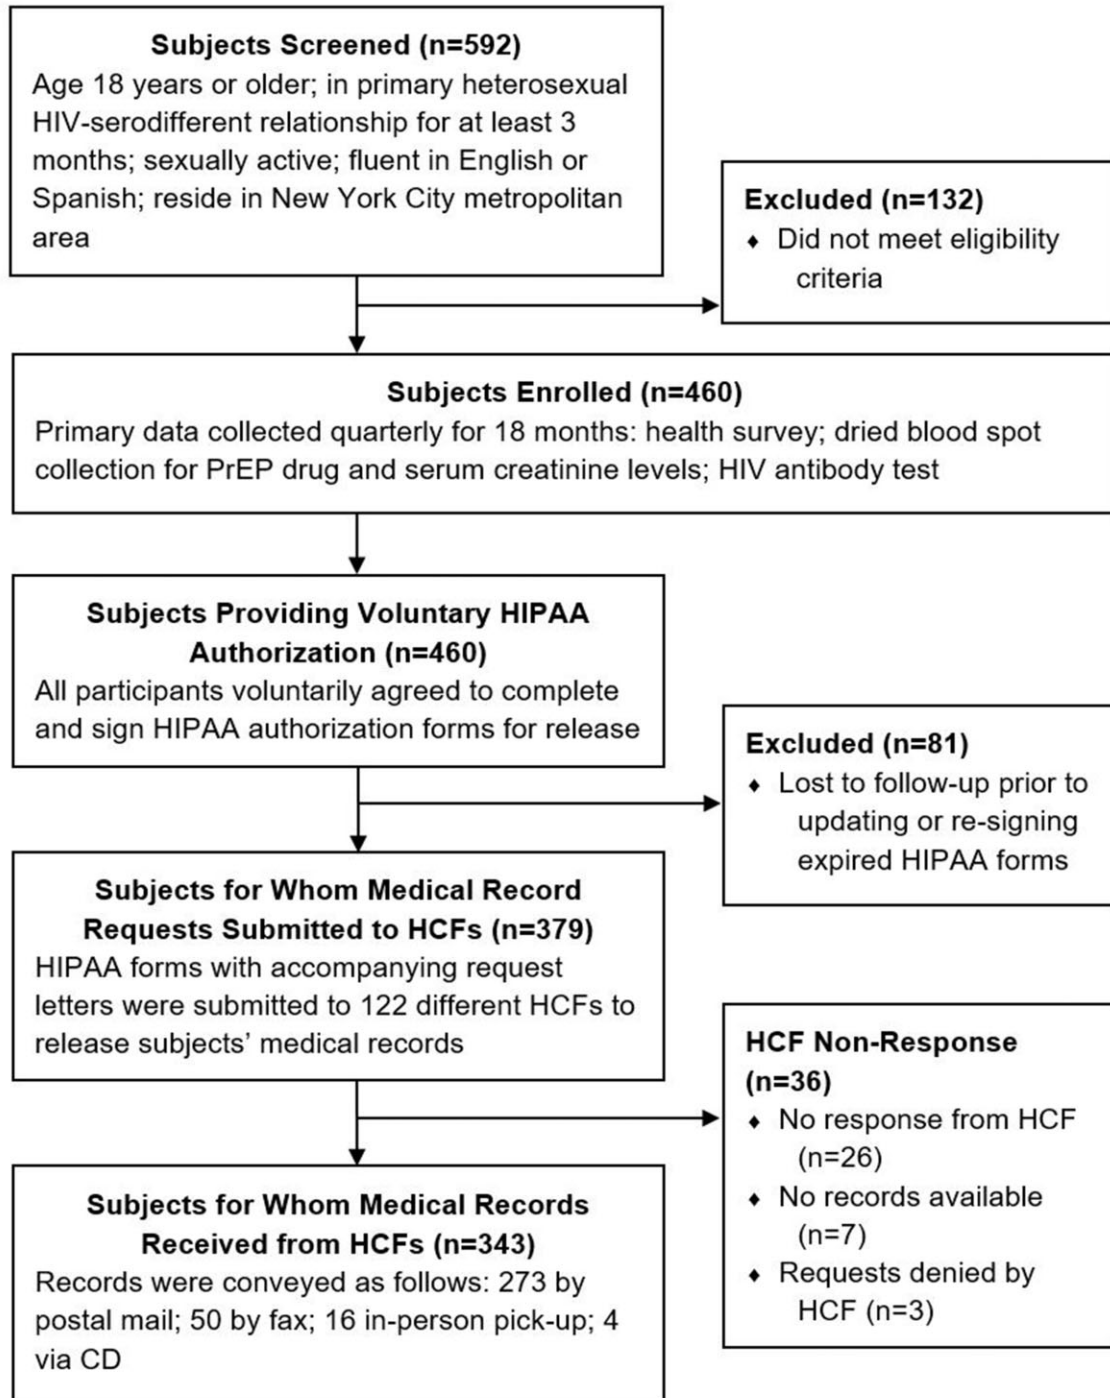 Subjects Screened (n=592)
Age 18 years or older; in primary heterosexual
HIV-serodifferent relationship for at least 3
months; sexually active; fluent in English or
Spanish; reside in New York City metropolitan
area
Excluded (n=132)
♦ Did not meet eligibility
criteria
Subjects Enrolled (n=460)
Primary data collected quarterly for 18 months: health survey; dried blood spot
collection for PrEP drug and serum creatinine levels; HIV antibody test
Subjects Providing Voluntary HIPAA
Authorization (n=460)
All participants voluntarily agreed to complete
and sign HIPAA authorization forms for release
Excluded (n=81)
♦ Lost to follow-up prior to
updating or re-signing
expired HIPAA forms
Subjects for Whom Medical Record
Requests Submitted to HCFs (n=379)
HIPAA forms with accompanying request
letters were submitted to 122 different HCFs to
release subjects’ medical records
HCF Non-Response
(n=36)
♦ No response from HCF
(n=26)
♦ No records available
(n=7)
♦ Requests denied by
HCF (n=3)
Subjects for Whom Medical Records
Received from HCFs (n=343)
Records were conveyed as follows: 273 by
postal mail; 50 by fax; 16 in-person pick-up; 4
via CD